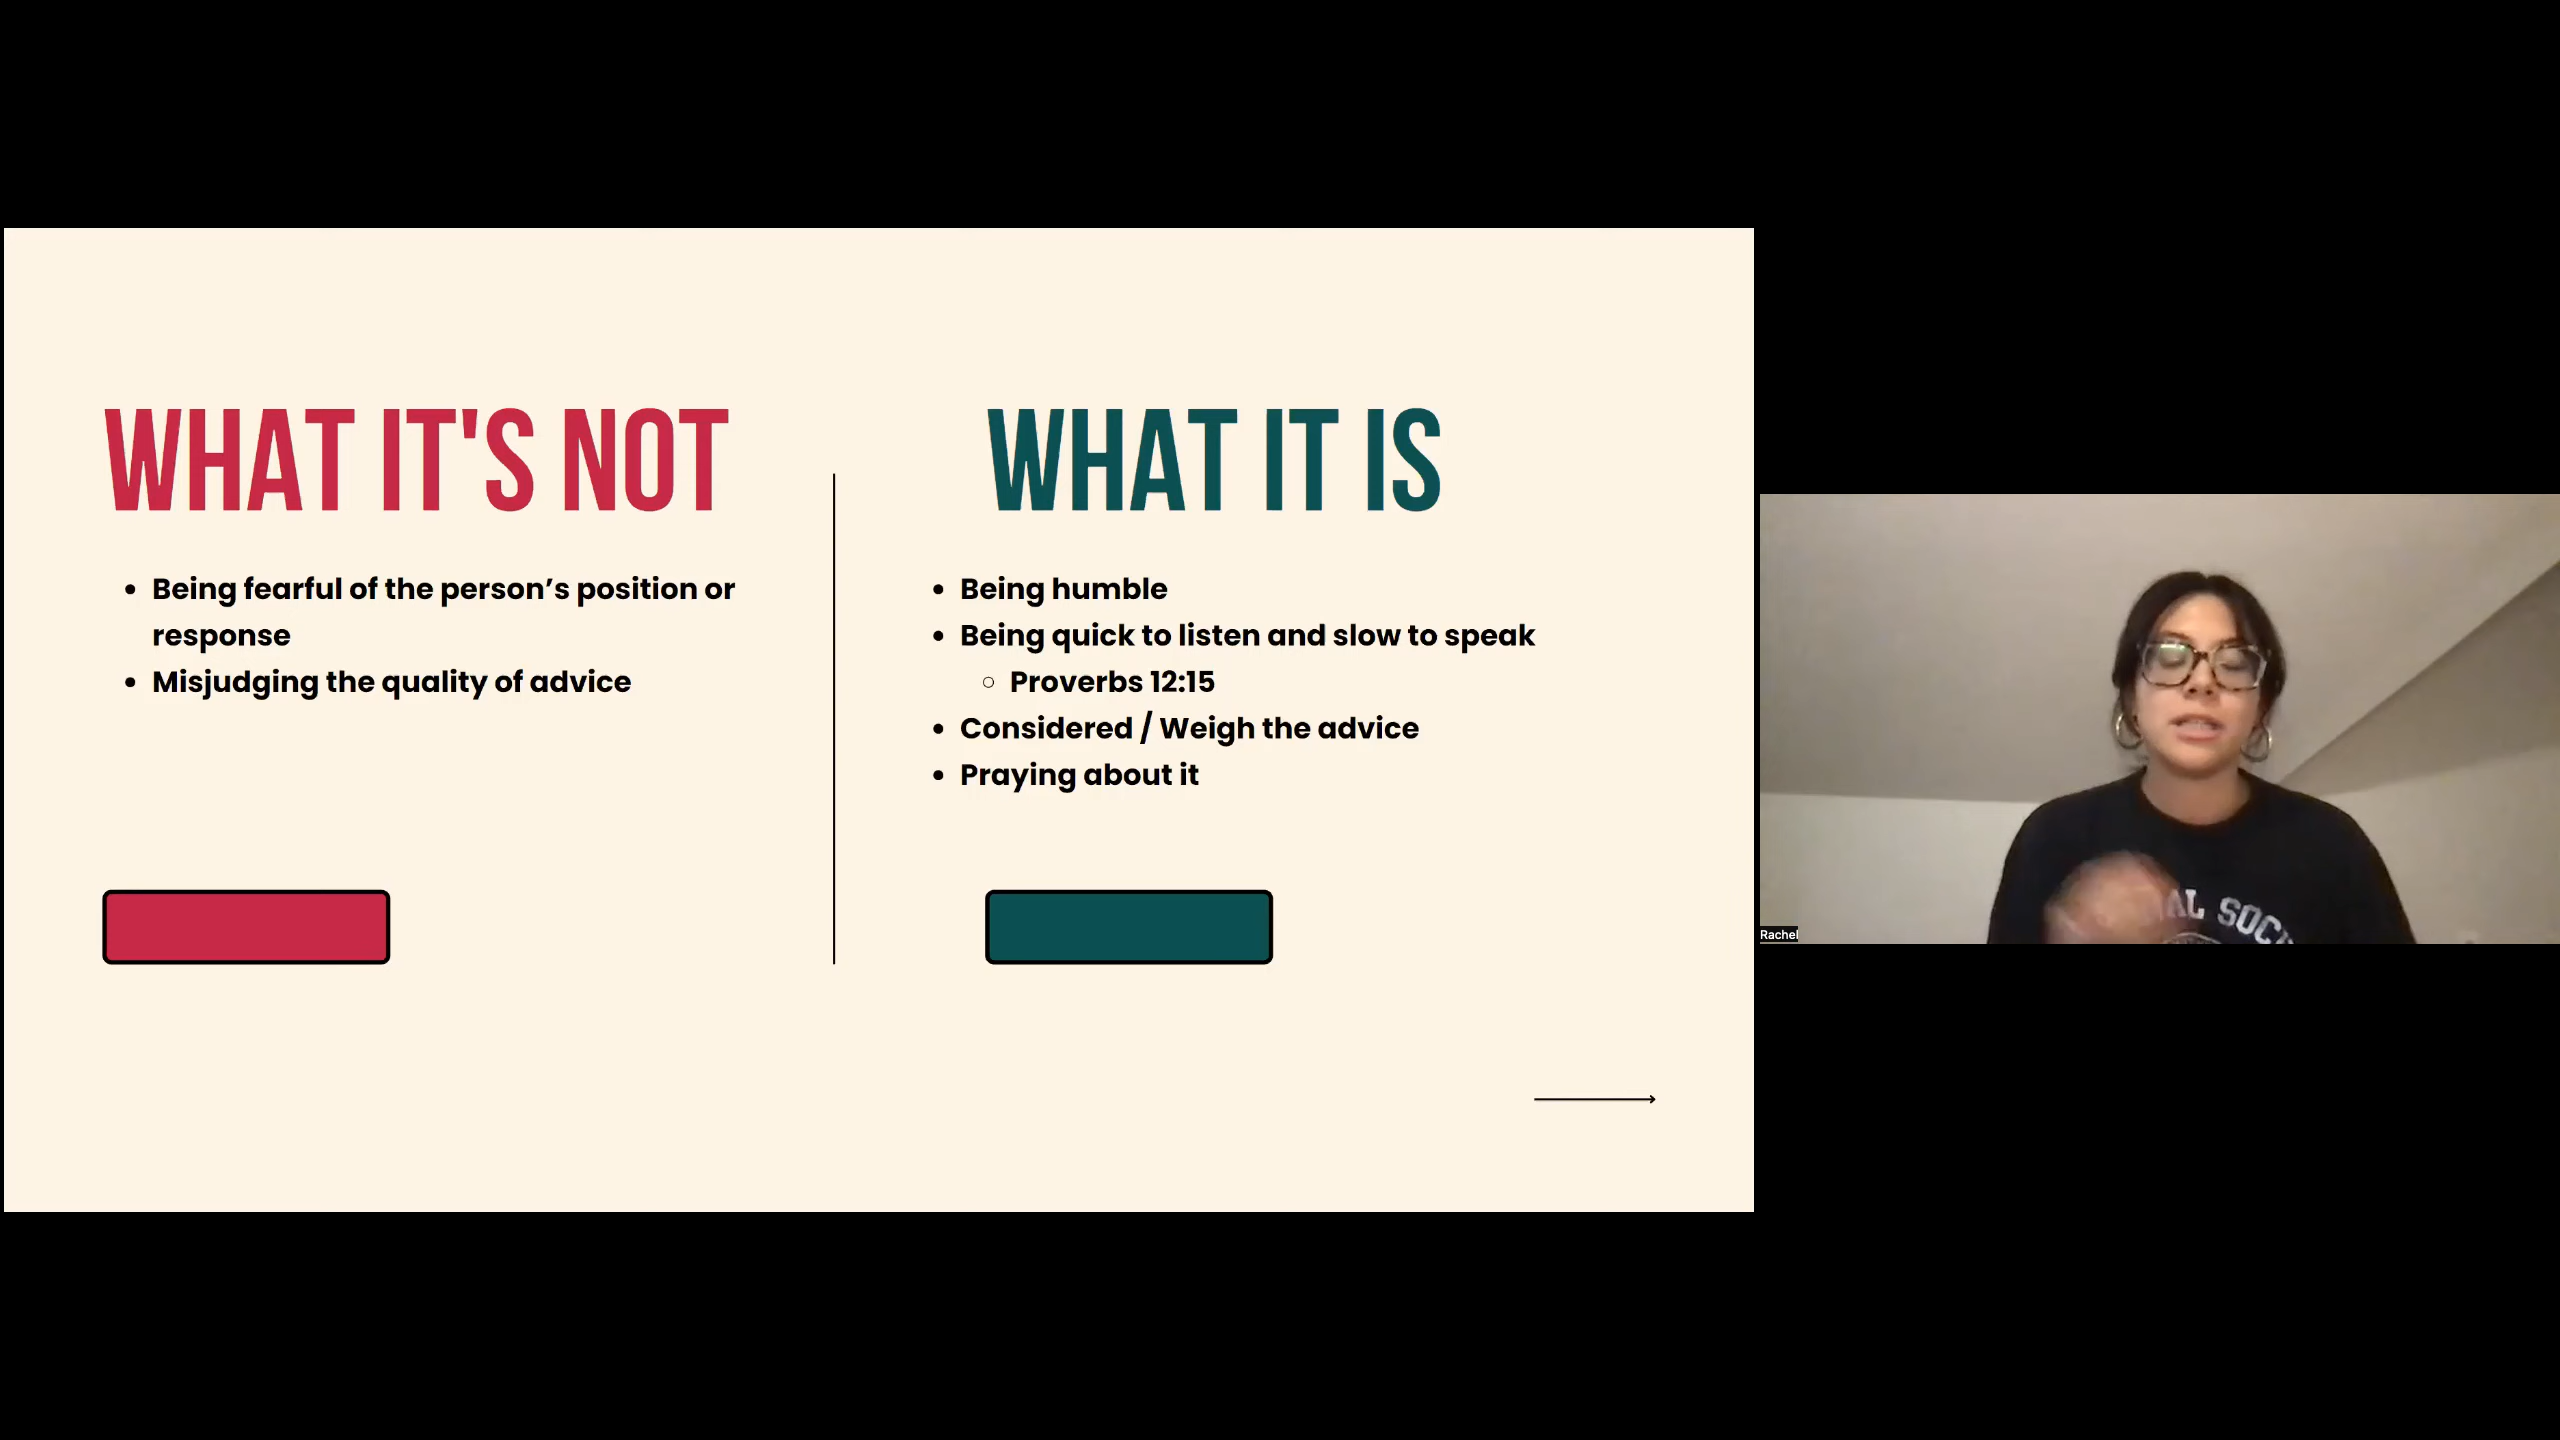 WHAT IT'S NOT
Being fearful of the person’s position or
response
Misjudging the quality of advice
WHAT IT IS
Being humble
Being quick to listen and slow to speak
Proverbs 12:15
Considered / Weigh the advice
Praying about it
Rachel